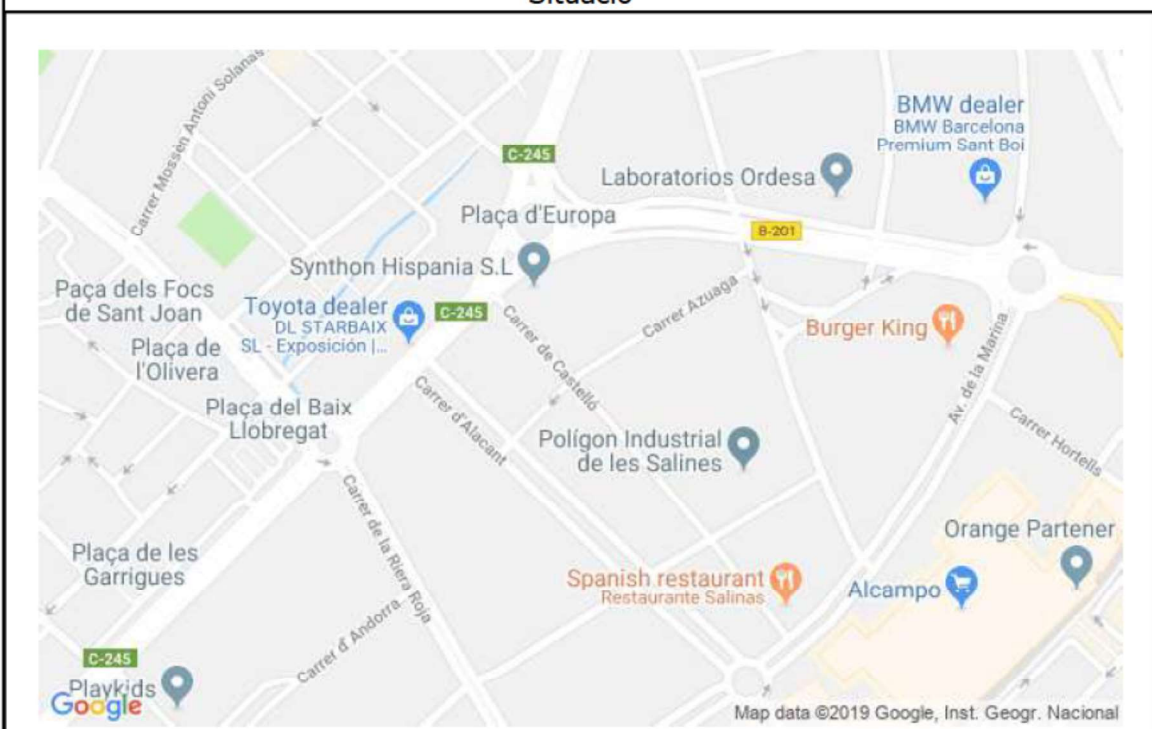 Situació
Carrer Mossèn Antoni Solanas
C-245
BMW dealer
BMW Barcelona
Premium Sant Boi
Laboratorios Ordesa
Plaça d'Europa
B-201
Synthon Hispania S.L
Paça dels Focs
de Sant Joan
Toyota dealer
DL STARBAIX
SL - Exposición |...
C-245
Carrer Azuaga
Burger King
Plaça de
l'Olivera
Carrer de Castelló
Av. de la Marina
Plaça del Baix
Llobregat
Carrer d'Alacant
Polígon Industrial
de les Salines
Carrer Hortells
Carrer de la Riera Roja
Orange Partener
Plaça de les
Garrigues
Spanish restaurant
Restaurante Salinas
Alcampo
Carrer d'Andorra
C-245
Playkids
Google
Map data ©2019 Google, Inst. Geogr. Nacional